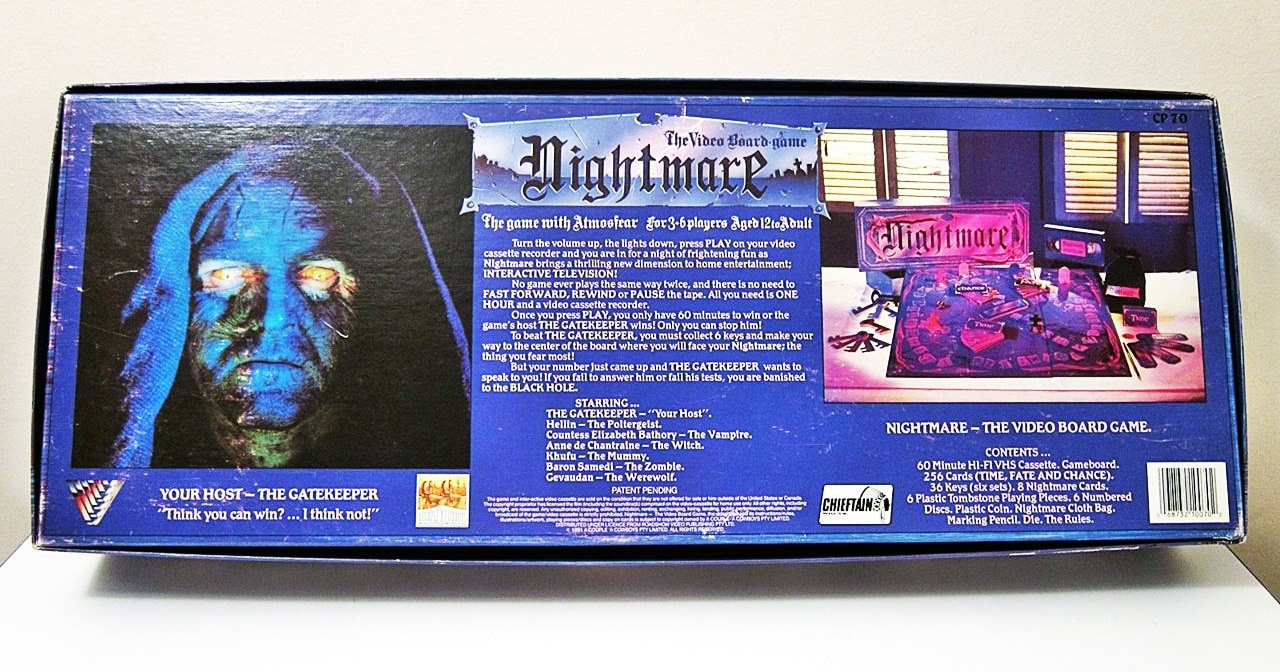 CP 70
The Video Board-game
Nightmare
The game with Atmosfear For 3-6 players Aged 12 to Adult
Turn the volume up, the lights down, press PLAY on your video
cassette recorder and you are in for a night of frightening fun as
Nightmare brings a thrilling new dimension to home entertainment;
INTERACTIVE TELEVISION!
No game ever plays the same way twice, and there is no need to
FAST FORWARD, REWIND or PAUSE the tape. All you need is ONE
HOUR and a video cassette recorder.
Once you press PLAY, you only have 60 minutes to win or the
game's host THE GATEKEEPER wins! Only you can stop him!
To beat THE GATEKEEPER, you must collect 6 keys and make your
way to the center of the board where you will face your Nightmare; the
thing you fear most!
But your number just came up and THE GATEKEEPER wants to
speak to you! If you fail to answer him or fail his tests, you are banished
to the BLACK HOLE.
STARRING ...
THE GATEKEEPER – "Your Host".
Hellin – The Poltergeist.
Countess Elizabeth Bathory – The Vampire.
Anne de Chantraine – The Witch.
Khufu – The Mummy.
Baron Samedi – The Zombie.
Gevaudan – The Werewolf.
PATENT PENDING
YOUR HOST – THE GATEKEEPER
"Think you can win? ... I think not!"
Nightmare
CHANCE
TIME
TIME
NIGHTMARE – THE VIDEO BOARD GAME.
CONTENTS ...
60 Minute HI-FI VHS Cassette. Gameboard.
256 Cards (TIME, FATE AND CHANCE).
36 Keys (six sets). 8 Nightmare Cards.
6 Plastic Tombstone Playing Pieces. 6 Numbered
Discs. Plastic Coin. Nightmare Cloth Bag.
Marking Pencil. Die. The Rules.
CHIEFTAIN